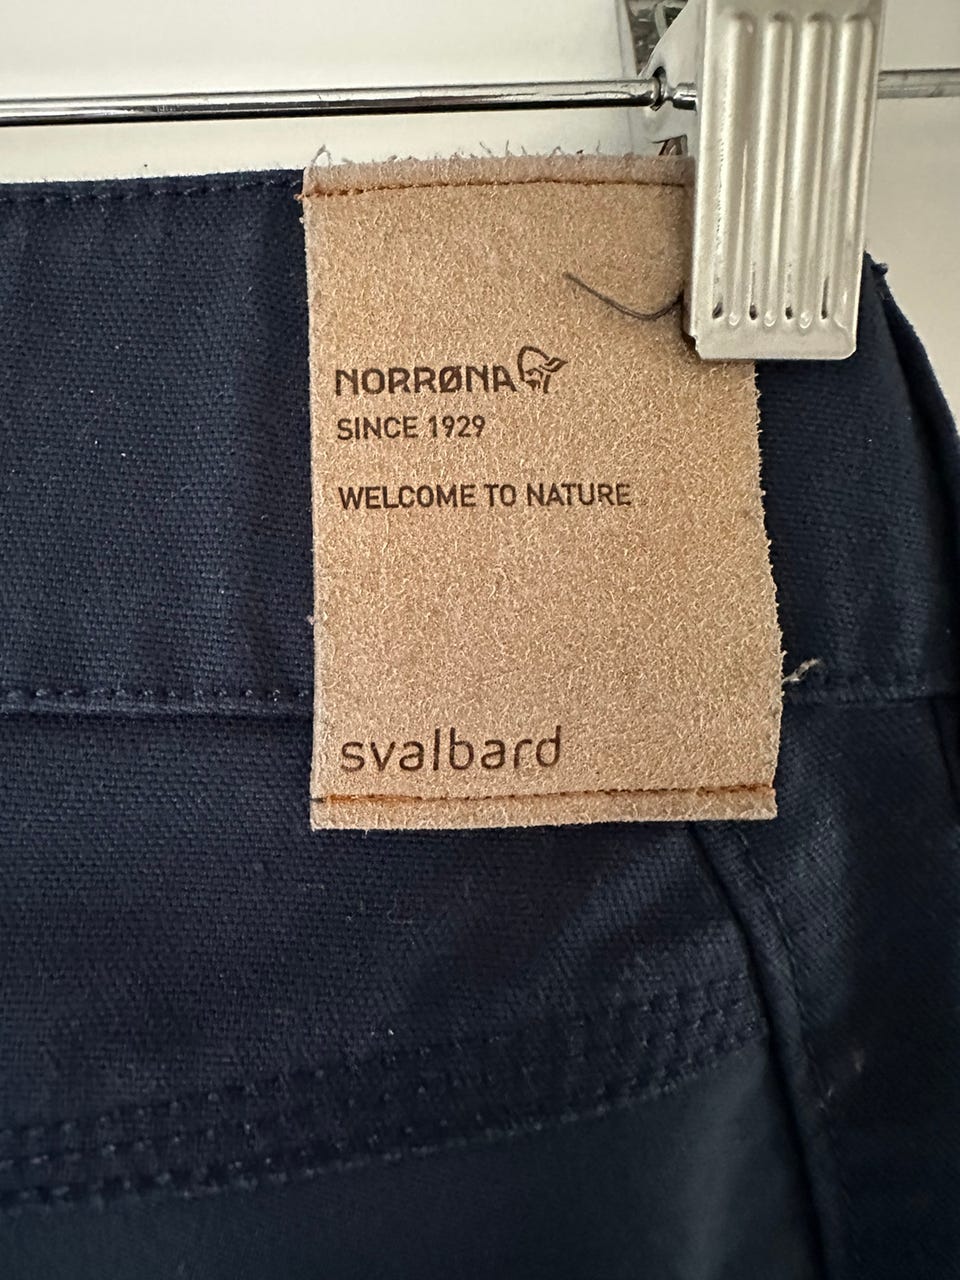 NORRØNA
SINCE 1929
WELCOME TO NATURE
svalbard